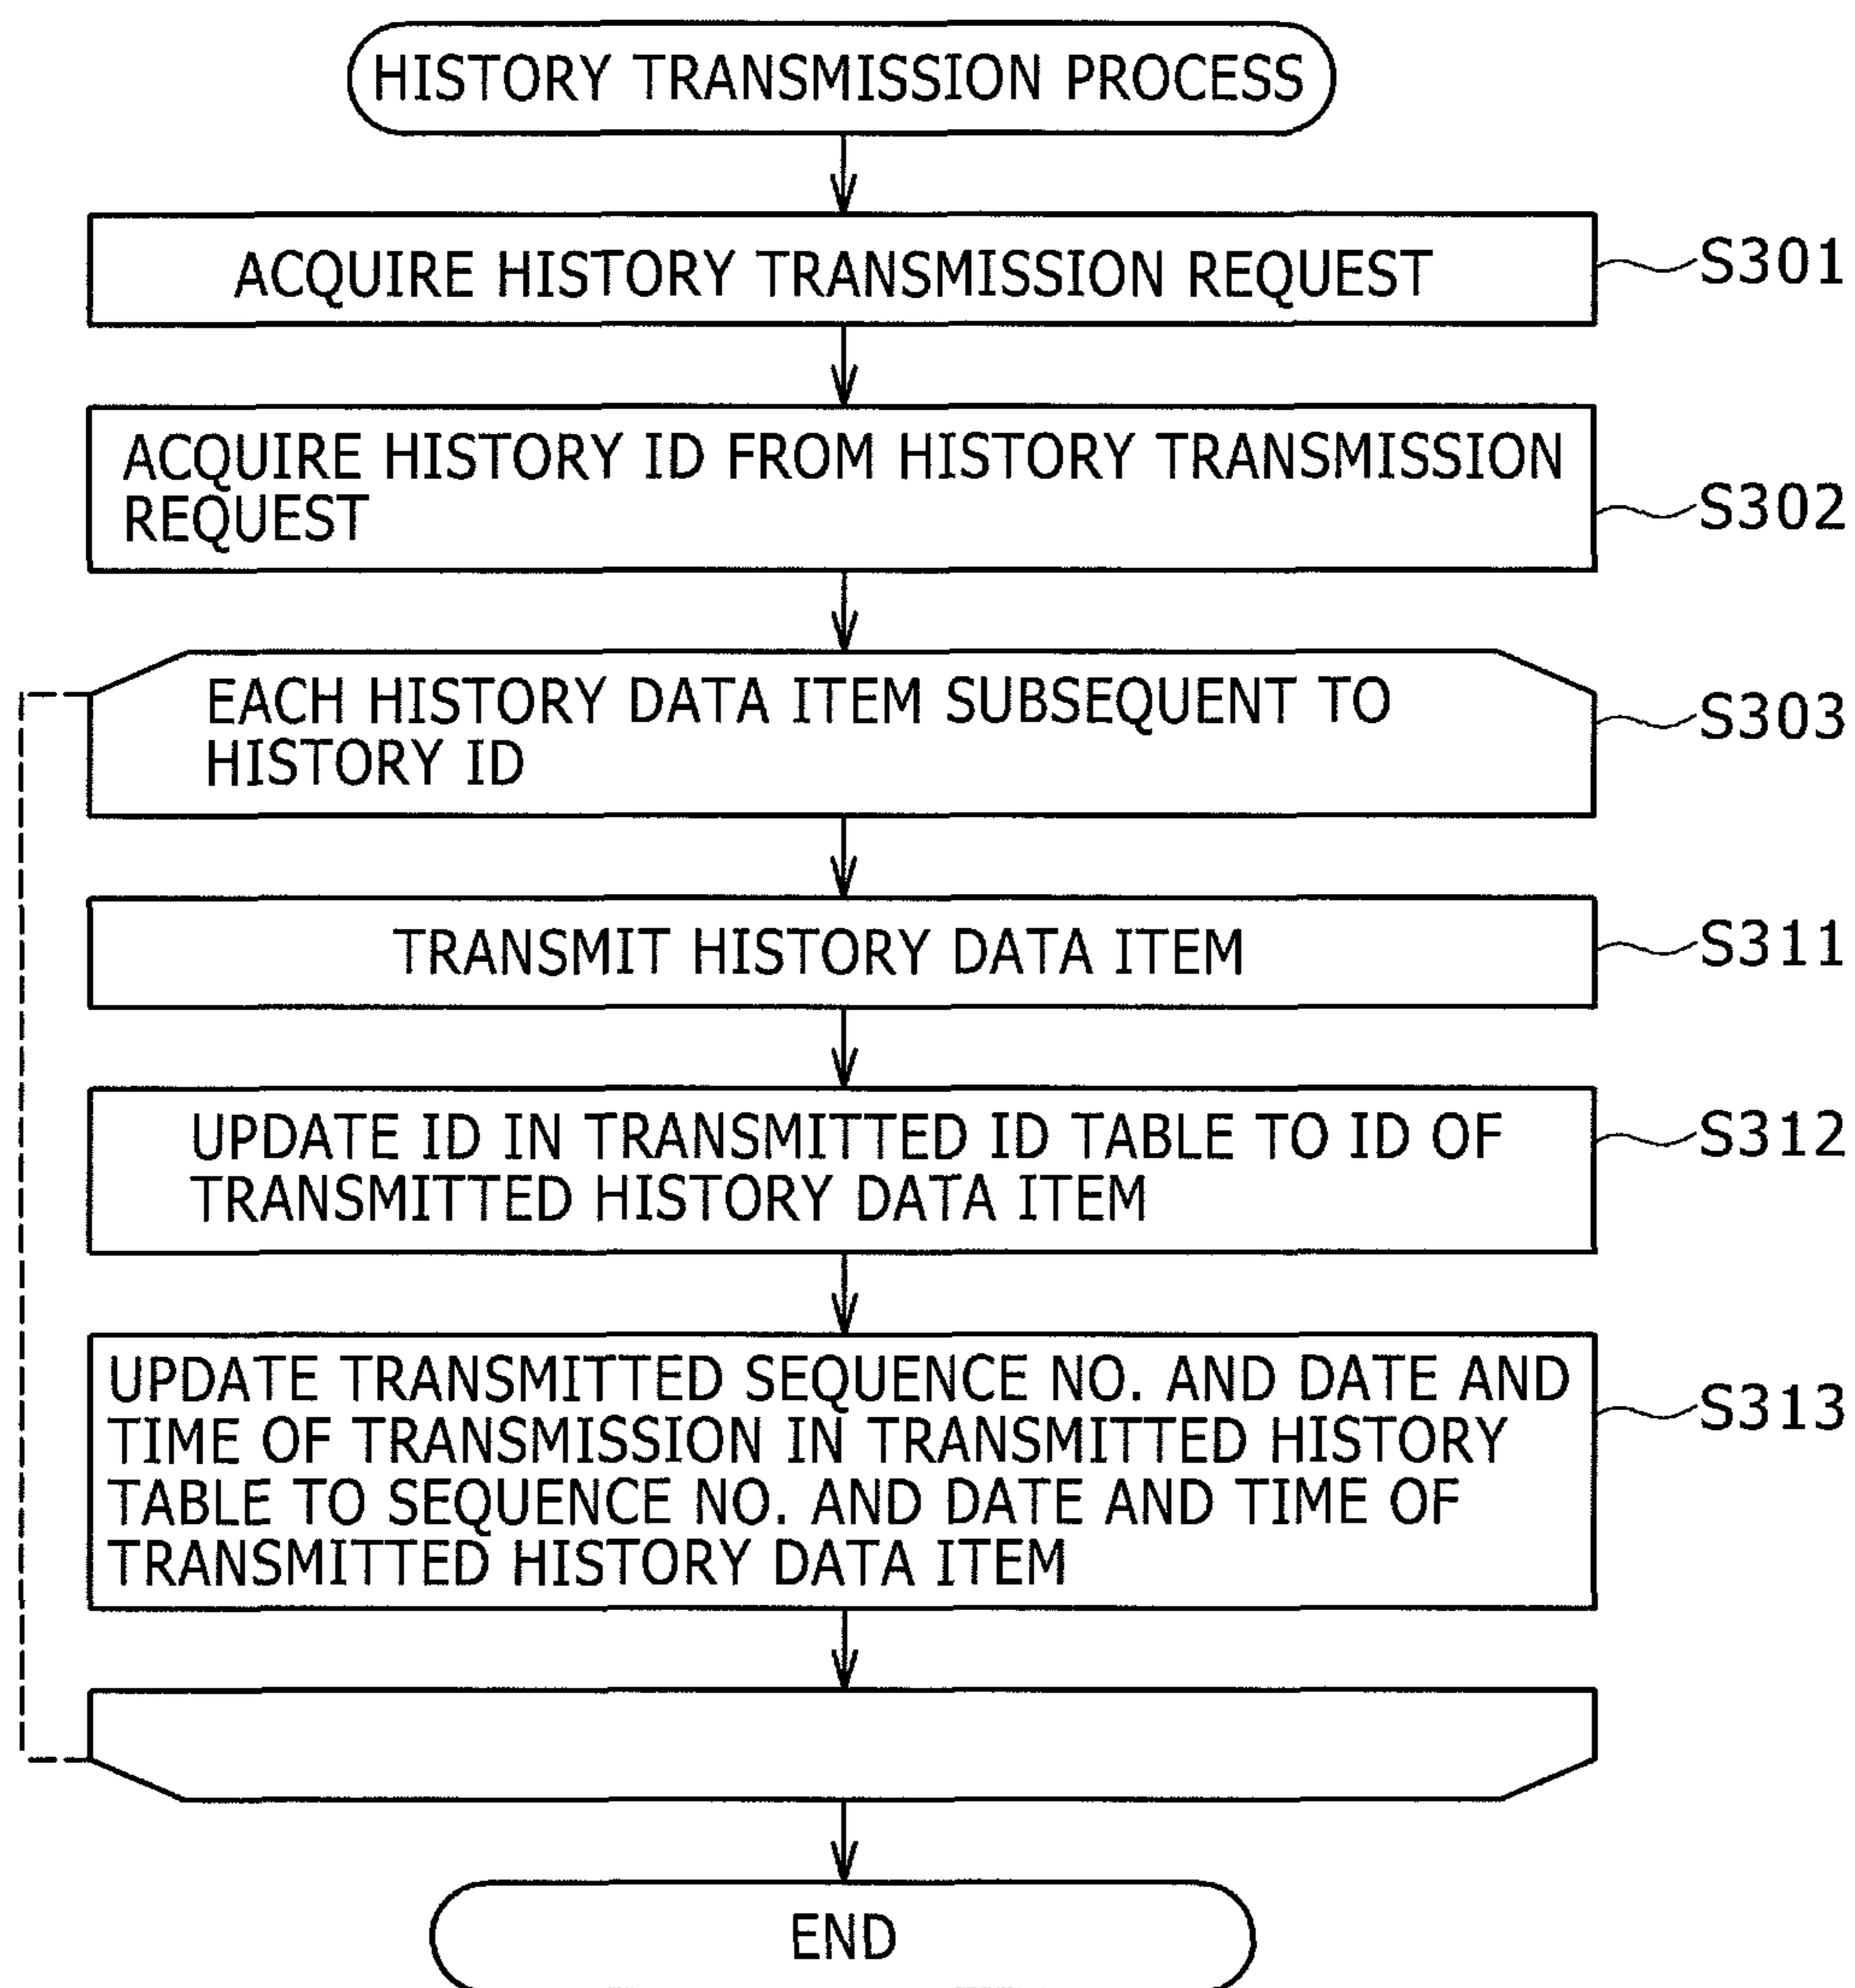 HISTORY TRANSMISSION PROCESS
ACQUIRE HISTORY TRANSMISSION REQUEST
S301
ACQUIRE HISTORY ID FROM HISTORY TRANSMISSION
REQUEST
S302
EACH HISTORY DATA ITEM SUBSEQUENT TO
HISTORY ID
S303
TRANSMIT HISTORY DATA ITEM
S311
UPDATE ID IN TRANSMITTED ID TABLE TO ID OF
TRANSMITTED HISTORY DATA ITEM
S312
UPDATE TRANSMITTED SEQUENCE NO. AND DATE AND
TIME OF TRANSMISSION IN TRANSMITTED HISTORY
TABLE TO SEQUENCE NO. AND DATE AND TIME OF
TRANSMITTED HISTORY DATA ITEM
S313
END